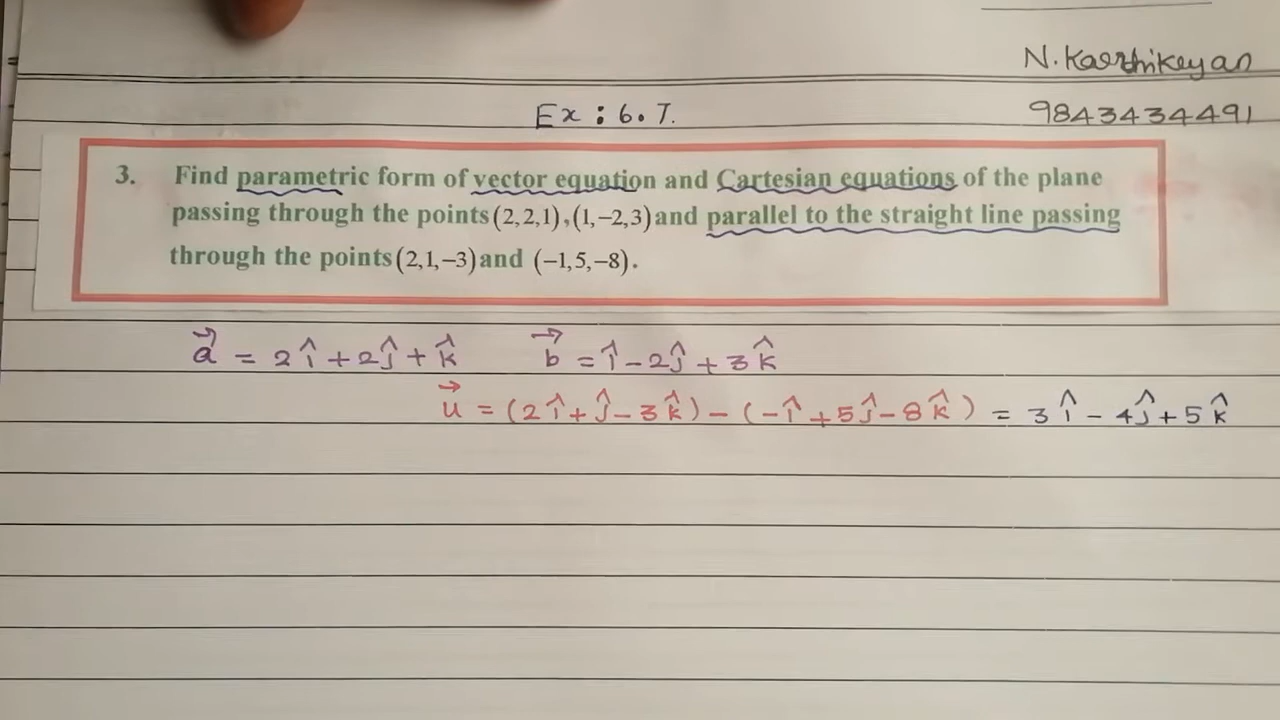 N. Karthikeyan
Ex : 6.7.
9843434491
3. Find parametric form of vector equation and Cartesian equations of the plane
passing through the points (2,2,1), (1,−2,3) and parallel to the straight line passing
through the points (2,1,−3) and (−1,5,−8).
a⃗ = 2î + 2ĵ + k̂ b⃗ = î − 2ĵ + 3k̂
u⃗ = (2î + ĵ − 3k̂) − (−î + 5ĵ − 8k̂) = 3î − 4ĵ + 5k̂